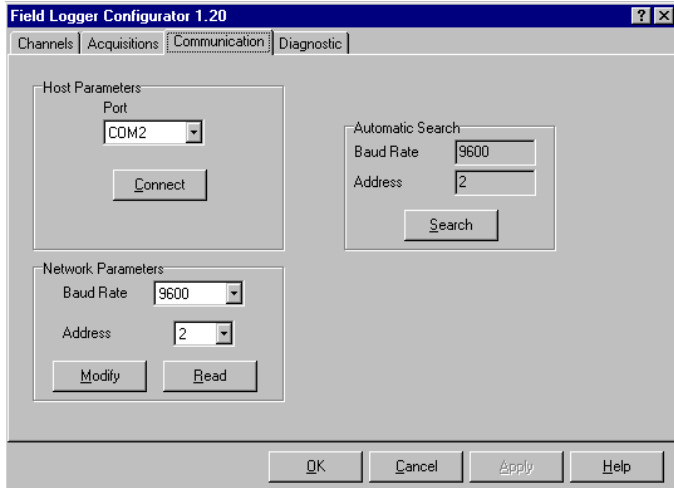 Field Logger Configurator 1.20
? ×
Channels Acquisitions Communication Diagnostic
Host Parameters
Port
COM2
Connect
Automatic Search
Baud Rate 9600
Address 2
Search
Network Parameters
Baud Rate 9600
Address 2
Modify Read
OK Cancel Apply Help